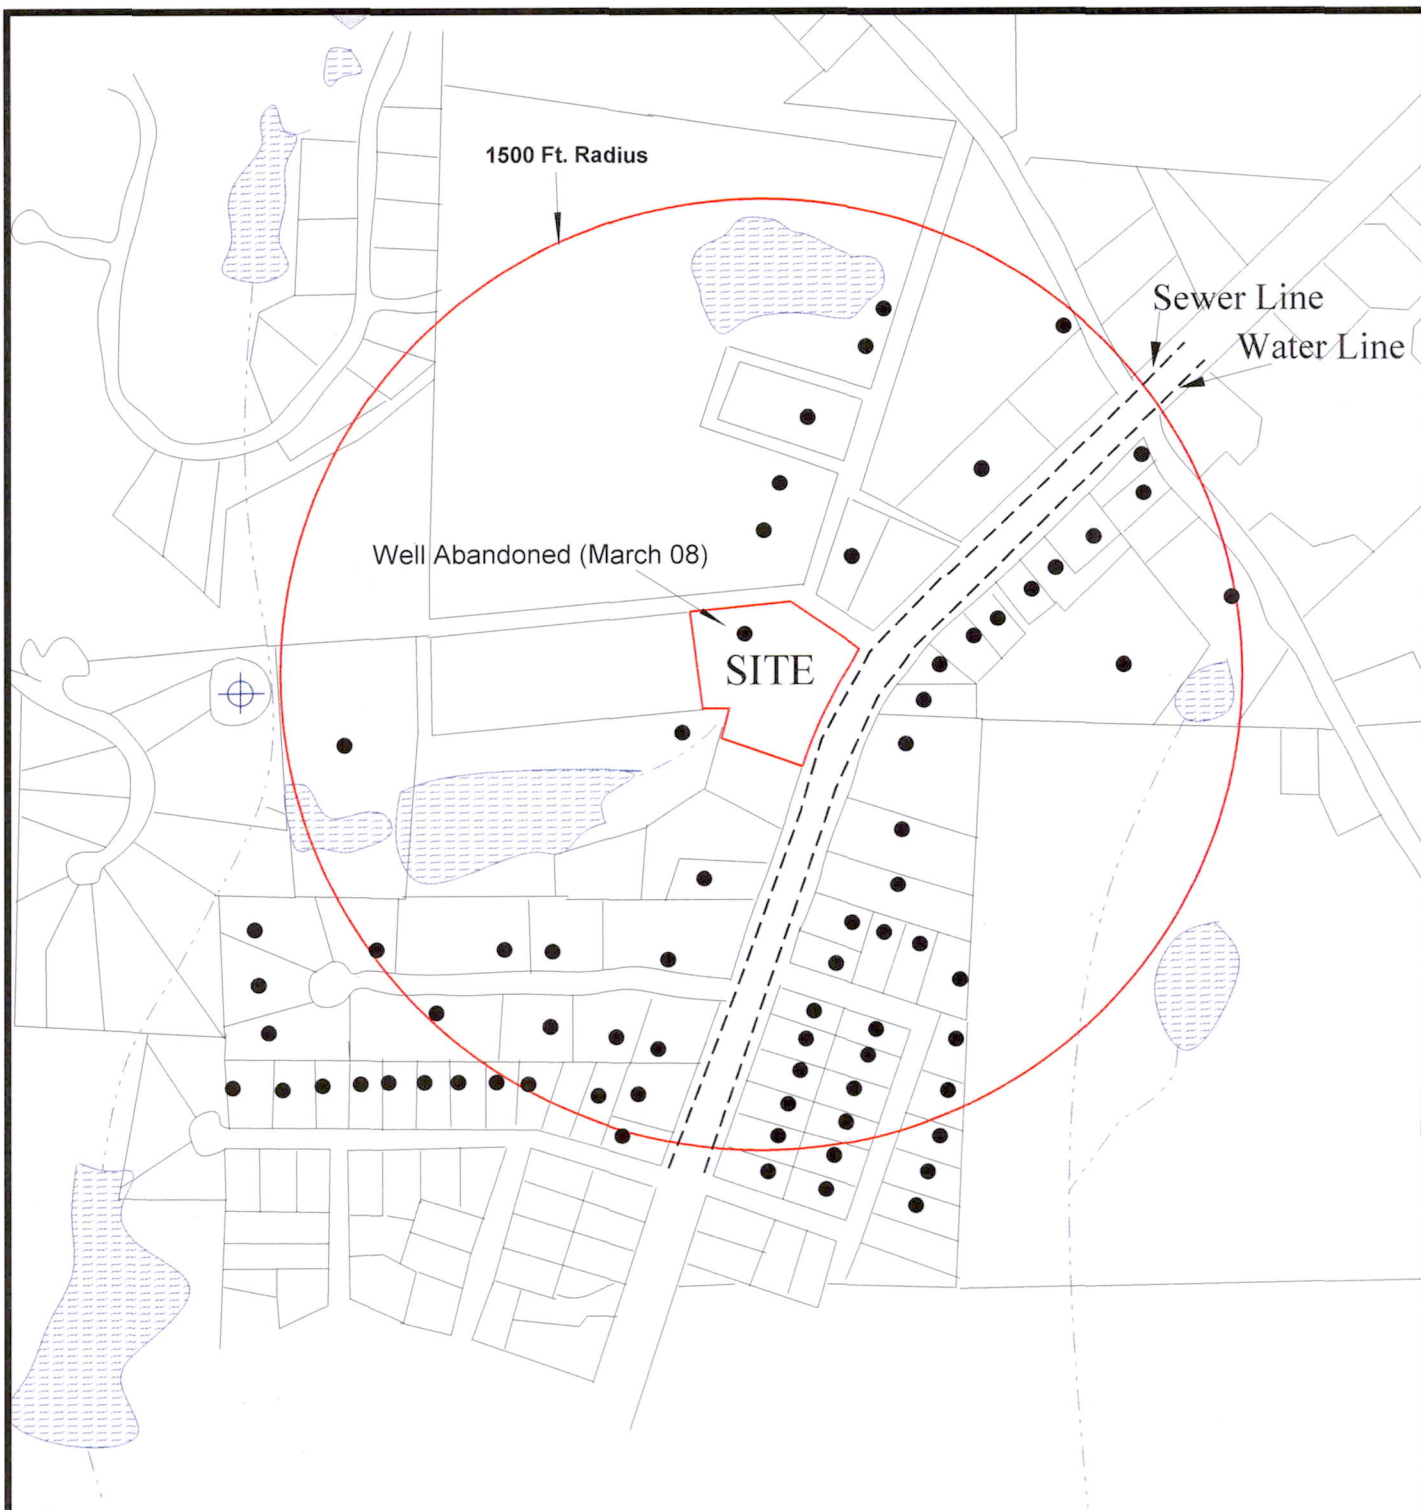 1500 Ft. Radius
Sewer Line
Water Line
Well Abandoned (March 08)
SITE